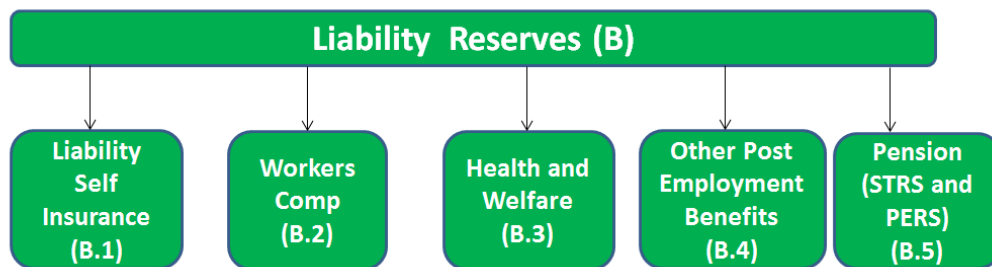 Liability Reserves (B)
Liability
Self
Insurance
(B.1)
Workers
Comp
(B.2)
Health and
Welfare
(B.3)
Other Post
Employment
Benefits
(B.4)
Pension
(STRS and
PERS)
(B.5)